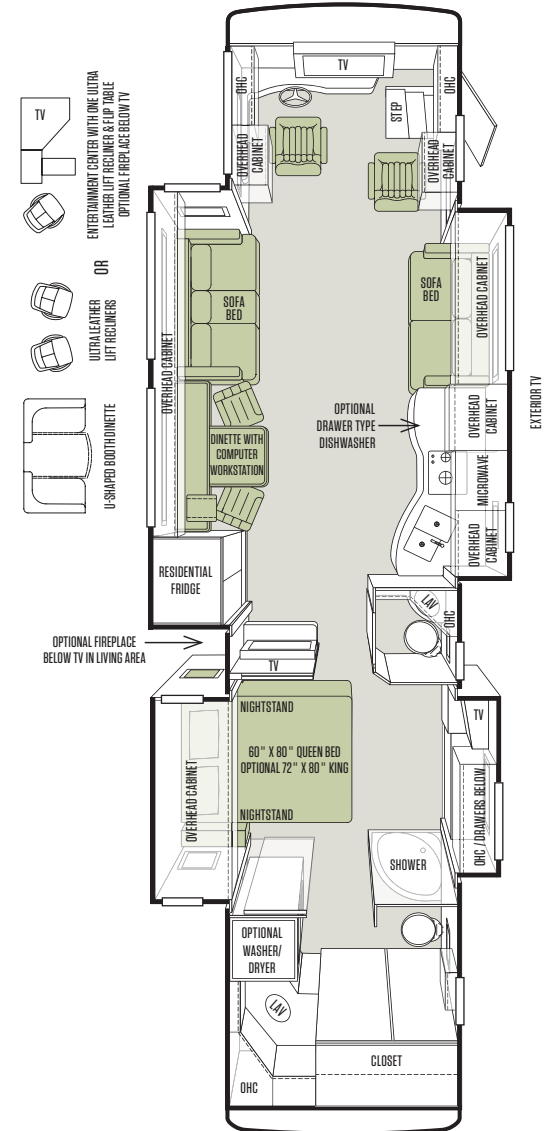 TV
OHC
OHC
STEP
OVERHEAD
CABINET
OVERHEAD
CABINET
TV
ENTERTAINMENT CENTER WITH ONE ULTRA
LEATHER LIFT RECLINER & FLIP TABLE
OPTIONAL FIREPLACE BELOW TV
OR
ULTRALEATHER
LIFT RECLINERS
U-SHAPED BOOTH DINETTE
OVERHEAD CABINET
SOFA
BED
SOFA
BED
OVERHEAD CABINET
EXTERIOR TV
OPTIONAL
DRAWER TYPE
DISHWASHER
OVERHEAD
CABINET
DINETTE WITH
COMPUTER
WORKSTATION
MICROWAVE
OVERHEAD
CABINET
RESIDENTIAL
FRIDGE
LAV
OHC
OPTIONAL FIREPLACE
BELOW TV IN LIVING AREA
TV
NIGHTSTAND
60" X 80" QUEEN BED
OPTIONAL 72" X 80" KING
NIGHTSTAND
OVERHEAD CABINET
TV
OHC / DRAWERS BELOW
SHOWER
OPTIONAL
WASHER/
DRYER
LAV
CLOSET
OHC